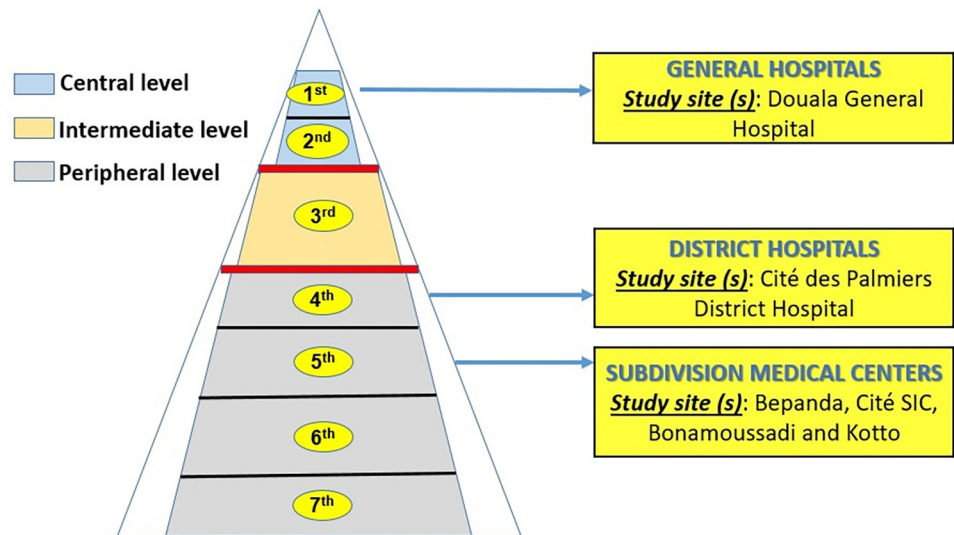 Central level
Intermediate level
Peripheral level
1st
2nd
3rd
4th
5th
6th
7th
GENERAL HOSPITALS
Study site (s): Douala General
Hospital
DISTRICT HOSPITALS
Study site (s): Cité des Palmiers
District Hospital
SUBDIVISION MEDICAL CENTERS
Study site (s): Bepanda, Cité SIC,
Bonamoussadi and Kotto